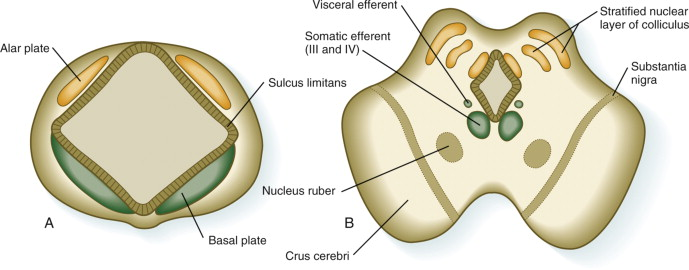 Alar plate
Sulcus limitans
A
Basal plate
Visceral efferent
Somatic efferent
(III and IV)
Stratified nuclear
layer of colliculus
Substantia
nigra
Nucleus ruber
B
Crus cerebri